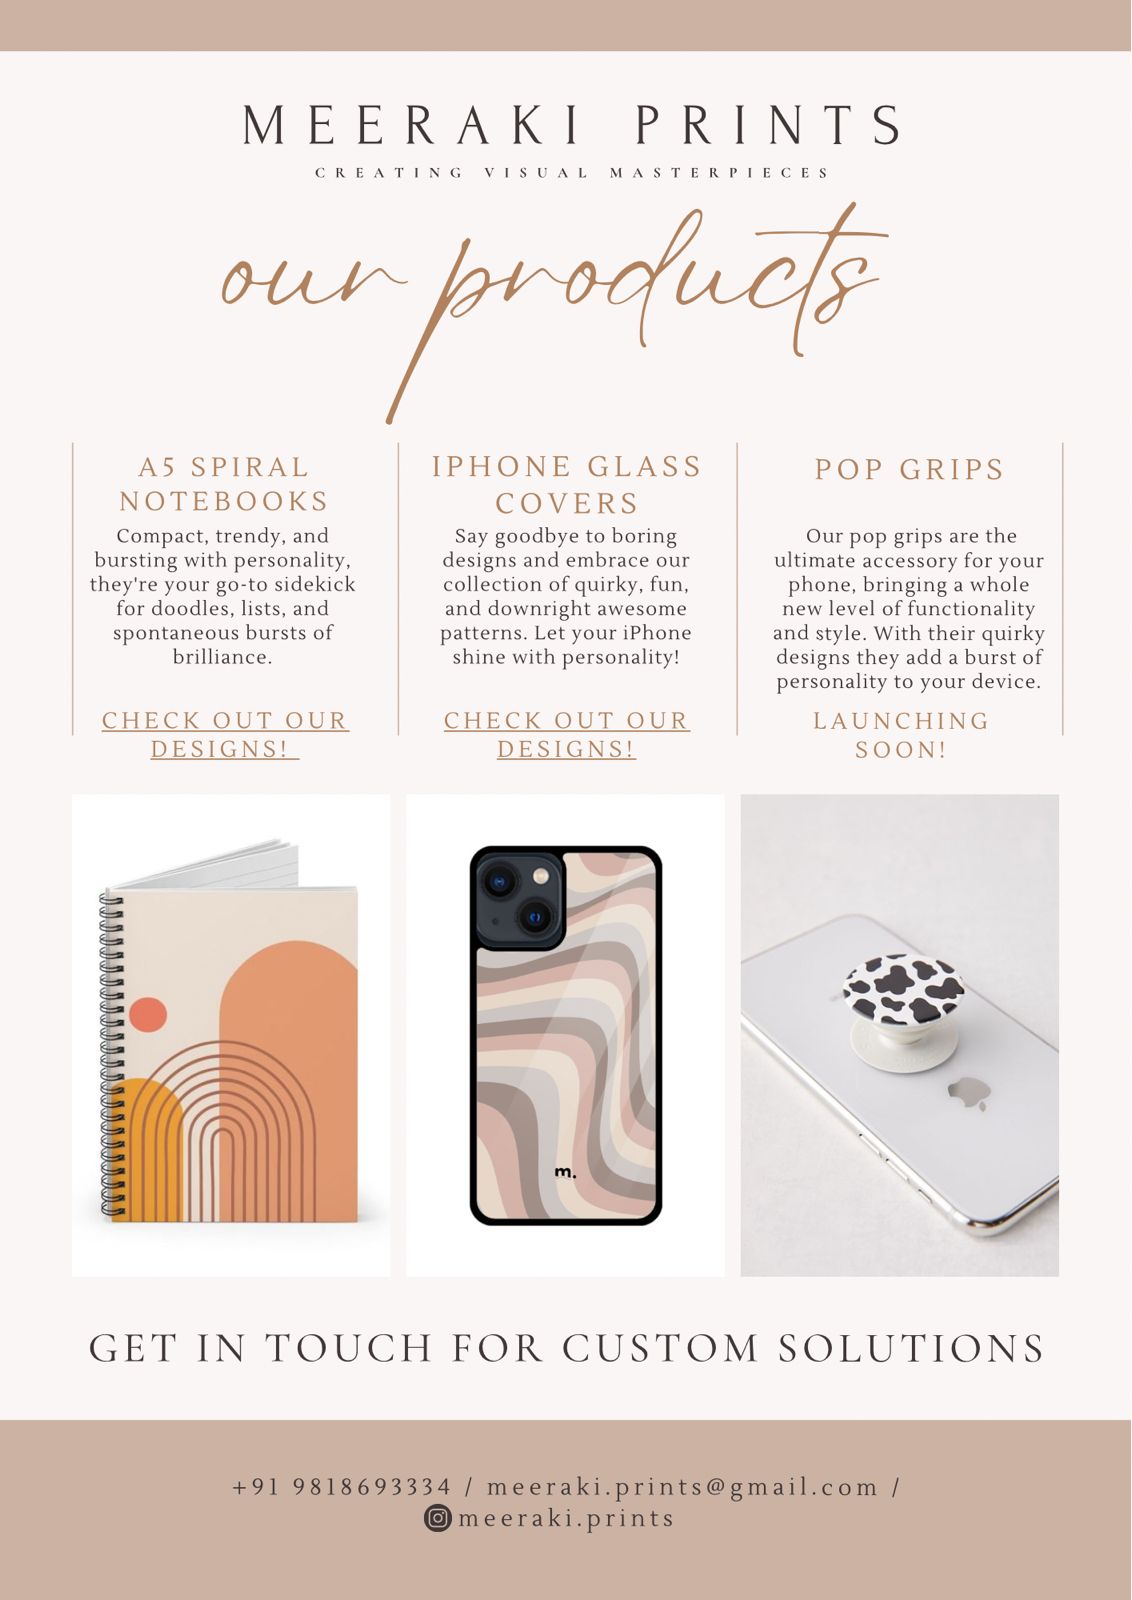 MEERAKI PRINTS
CREATING VISUAL MASTERPIECES
our products
A5 SPIRAL
NOTEBOOKS
Compact, trendy, and
bursting with personality,
they're your go-to sidekick
for doodles, lists, and
spontaneous bursts of
brilliance.
CHECK OUT OUR
DESIGNS!
IPHONE GLASS
COVERS
Say goodbye to boring
designs and embrace our
collection of quirky, fun,
and downright awesome
patterns. Let your iPhone
shine with personality!
CHECK OUT OUR
DESIGNS!
POP GRIPS
Our pop grips are the
ultimate accessory for your
phone, bringing a whole
new level of functionality
and style. With their quirky
designs they add a burst of
personality to your device.
LAUNCHING
SOON!
m.
GET IN TOUCH FOR CUSTOM SOLUTIONS
+91 9818693334 / meeraki.prints@gmail.com /
meeraki.prints